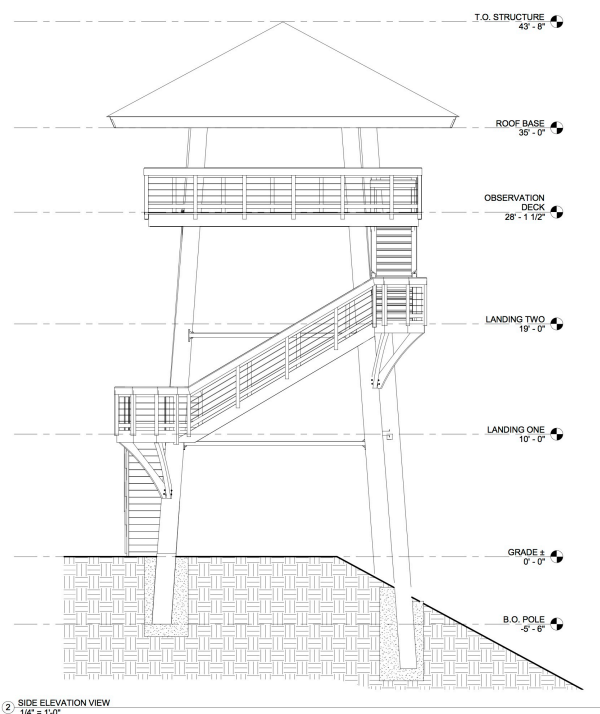 T.O. STRUCTURE
43' - 8"
ROOF BASE
35' - 0"
OBSERVATION
DECK
28' - 1 1/2"
LANDING TWO
19' - 0"
LANDING ONE
10' - 0"
GRADE ±
0' - 0"
B.O. POLE
-5' - 6"
2 SIDE ELEVATION VIEW
1/4" = 1'-0"